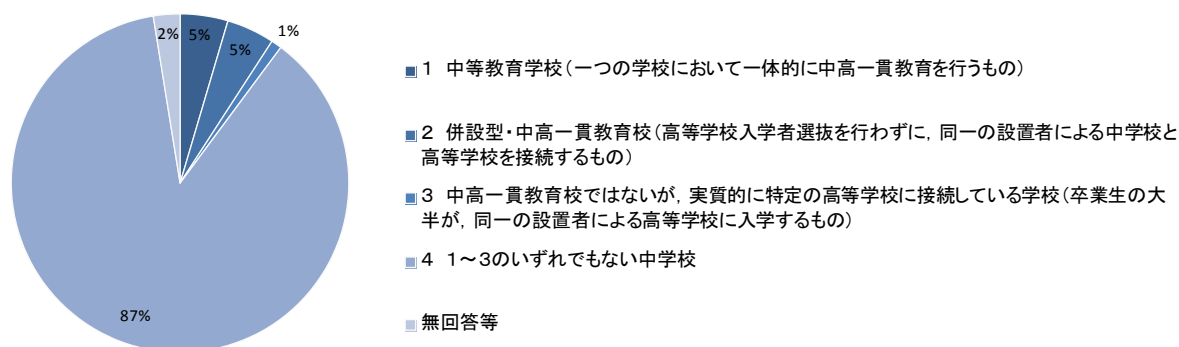 2%
5%
5%
1%
87%
1　中等教育学校（一つの学校において一体的に中高一貫教育を行うもの）
2　併設型・中高一貫教育校（高等学校入学者選抜を行わずに，同一の設置者による中学校と
高等学校を接続するもの）
3　中高一貫教育校ではないが，実質的に特定の高等学校に接続している学校（卒業生の大
半が，同一の設置者による高等学校に入学するもの）
4　1～3のいずれでもない中学校
無回答等